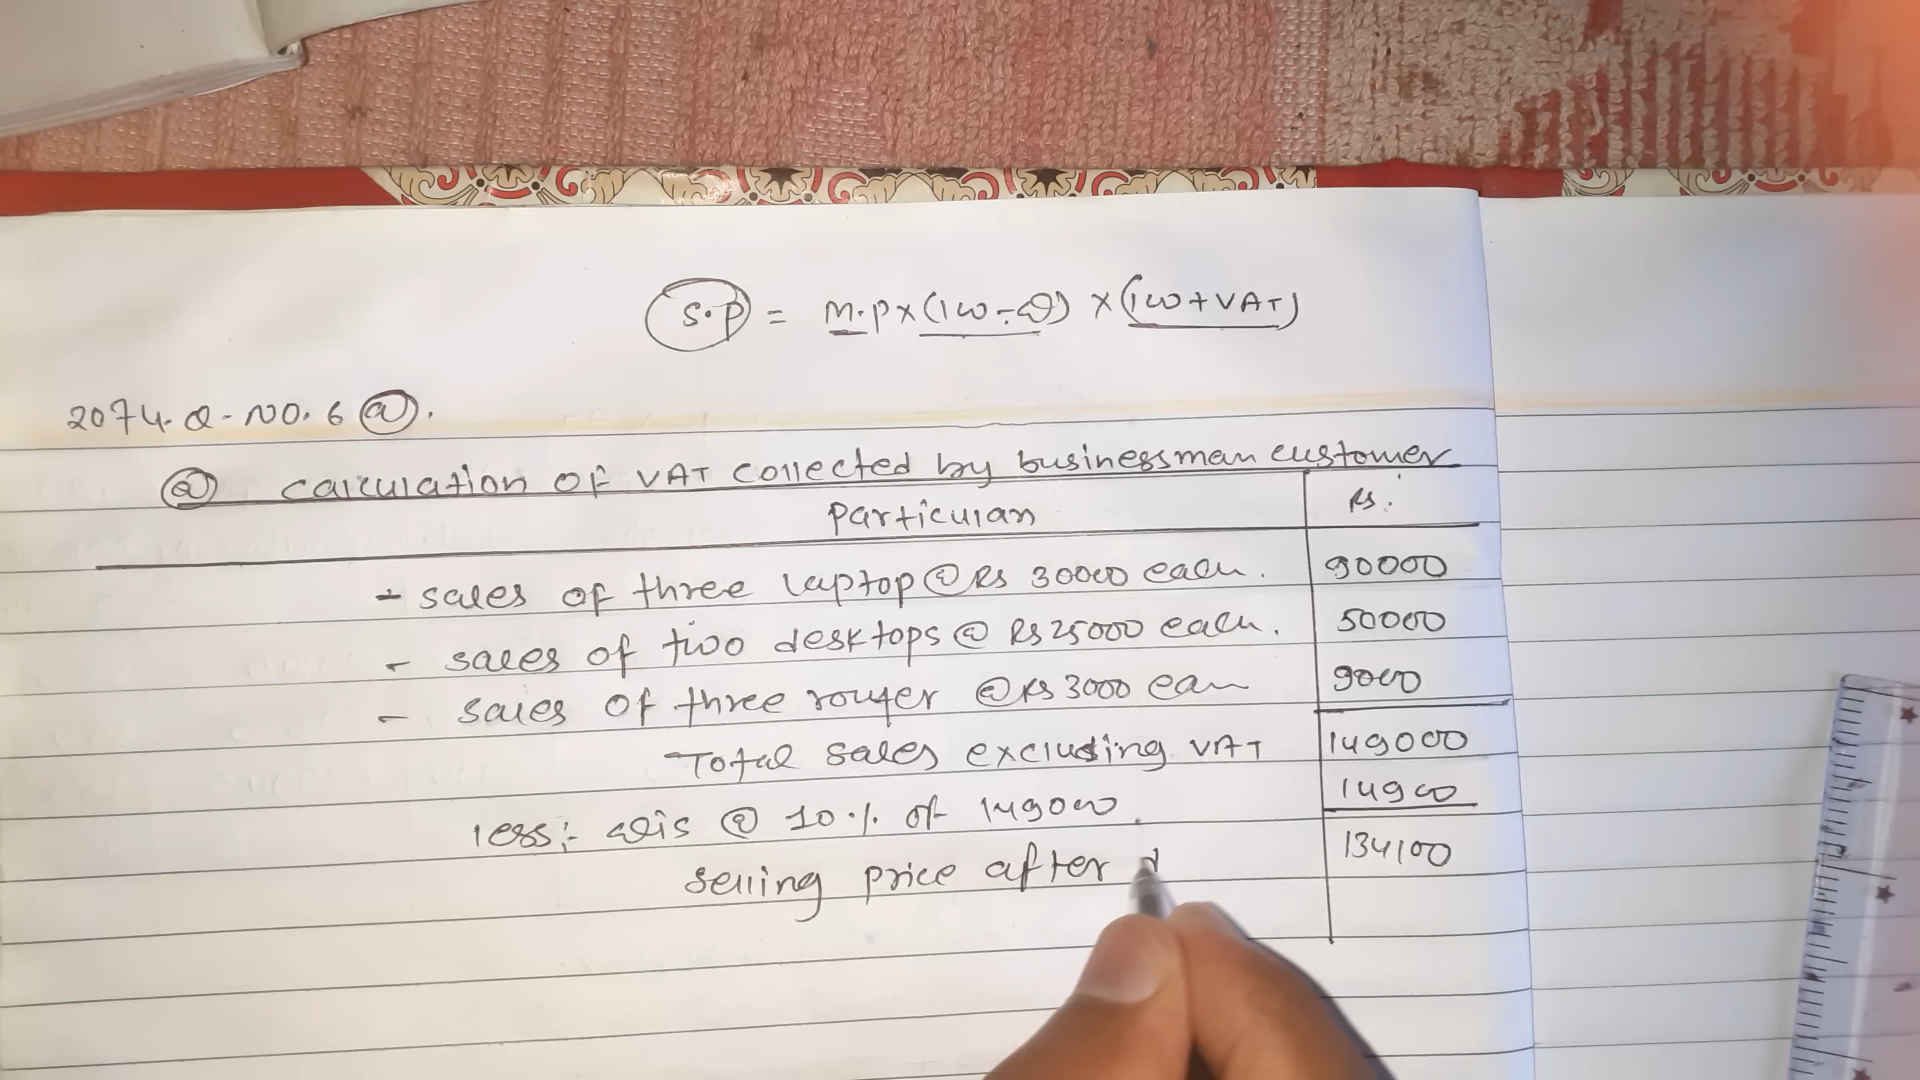 S.P = M.P x (100 - D) x (100 + VAT)
2074. Q. NO. 6 (a).
(a) Calculation of VAT collected by businessman customer
Particular Rs.
- sales of three laptop @ Rs 30000 each. 90000
- sales of two desktops @ Rs 25000 each. 50000
- sales of three router @ Rs 3000 each 9000
Total sales excluding VAT 149000
less:- dis @ 10% of 149000. 14900
selling price after d 134100